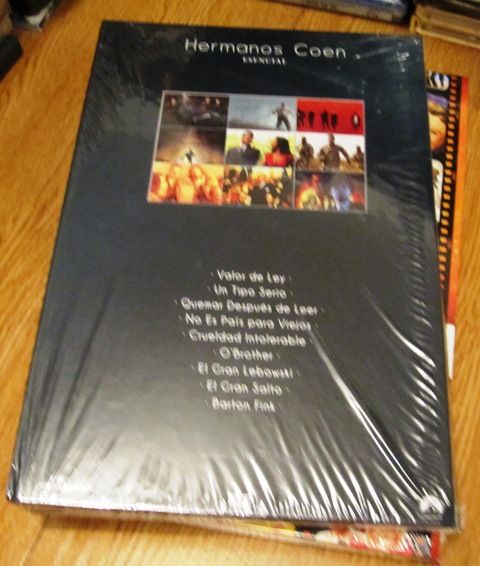 Hermanos Coen
ESENCIAL
· Valor de Ley ·
· Un Tipo Serio ·
· Quemar Después de Leer ·
· No Es País para Viejos ·
· Crueldad Intolerable ·
· O'Brother ·
· El Gran Lebowski ·
· El Gran Salto ·
· Barton Fink ·